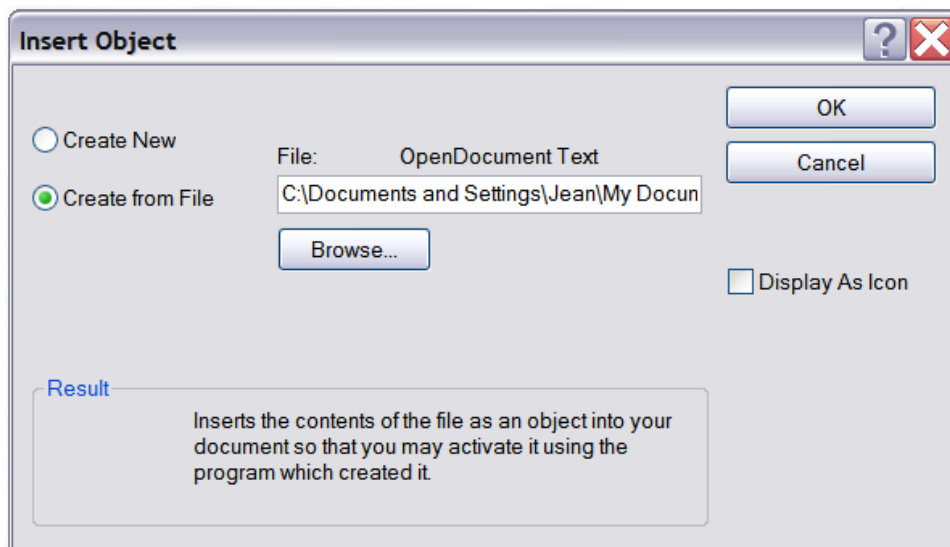 Insert Object
OK
Create New
File: OpenDocument Text
Cancel
Create from File
C:\Documents and Settings\Jean\My Docum
Browse...
Display As Icon
Result
Inserts the contents of the file as an object into your
document so that you may activate it using the
program which created it.